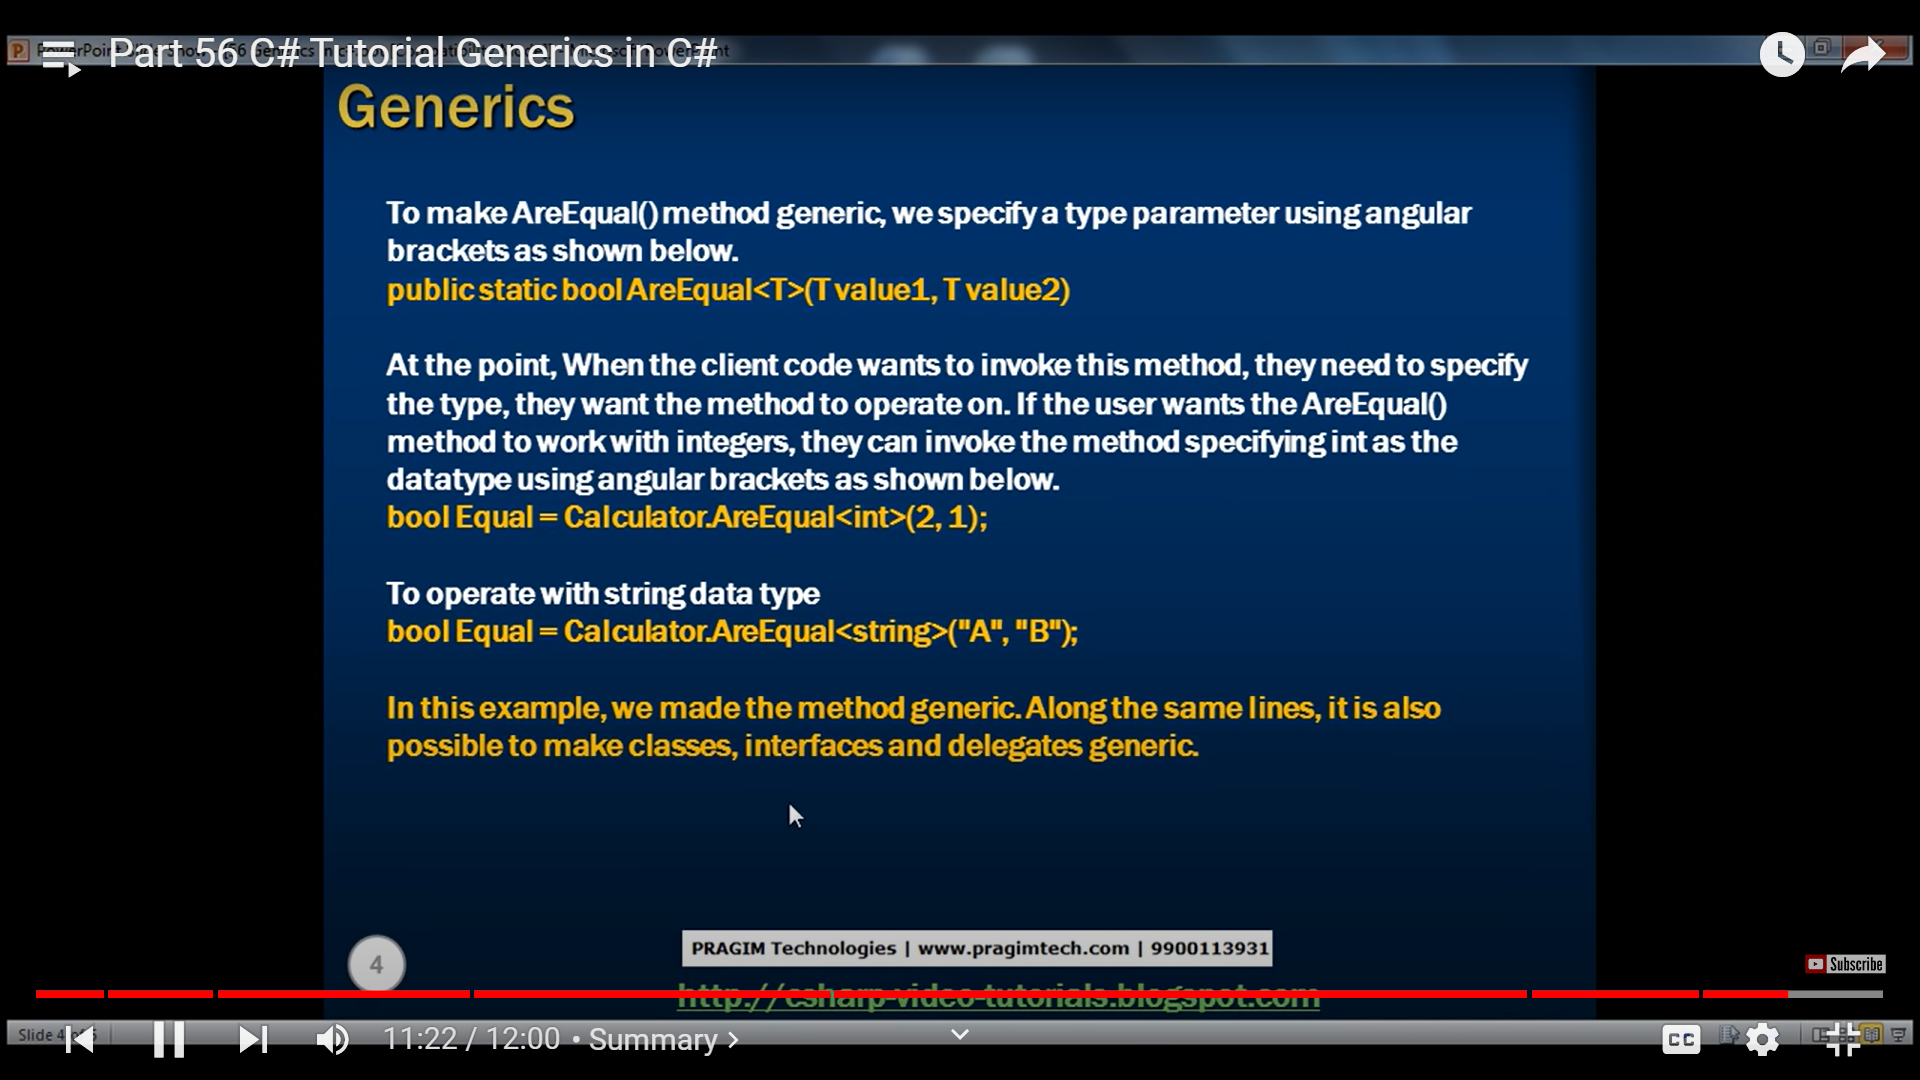 Part 56 C# Tutorial Generics in C#
Generics
To make AreEqual() method generic, we specify a type parameter using angular
brackets as shown below.
public static bool AreEqual<T>(T value1, T value2)
At the point, When the client code wants to invoke this method, they need to specify
the type, they want the method to operate on. If the user wants the AreEqual()
method to work with integers, they can invoke the method specifying int as the
datatype using angular brackets as shown below.
bool Equal = Calculator.AreEqual<int>(2, 1);
To operate with string data type
bool Equal = Calculator.AreEqual<string>("A", "B");
In this example, we made the method generic. Along the same lines, it is also
possible to make classes, interfaces and delegates generic.
4
PRAGIM Technologies | www.pragimtech.com | 9900113931
Subscribe
http://csharp-video-tutorials.blogspot.com
Slide 4
11:22 / 12:00 • Summary
CC